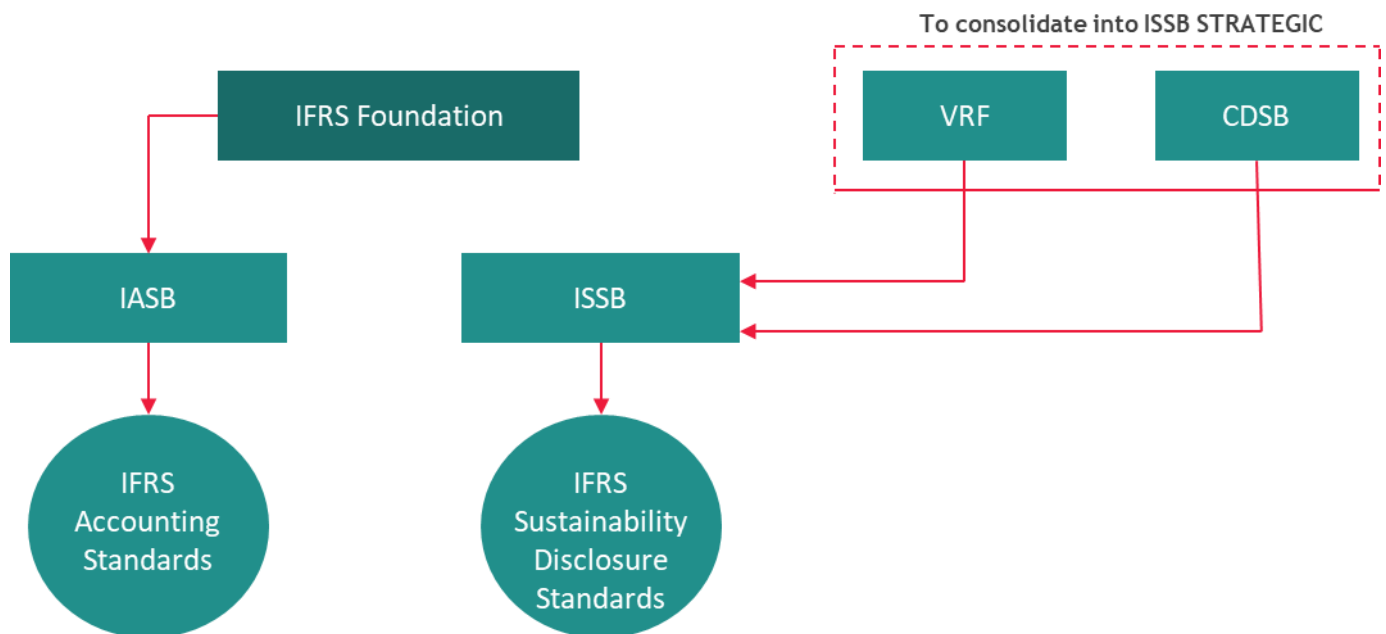 To consolidate into ISSB STRATEGIC
IFRS Foundation
VRF
CDSB
IASB
ISSB
IFRS
Accounting
Standards
IFRS
Sustainability
Disclosure
Standards